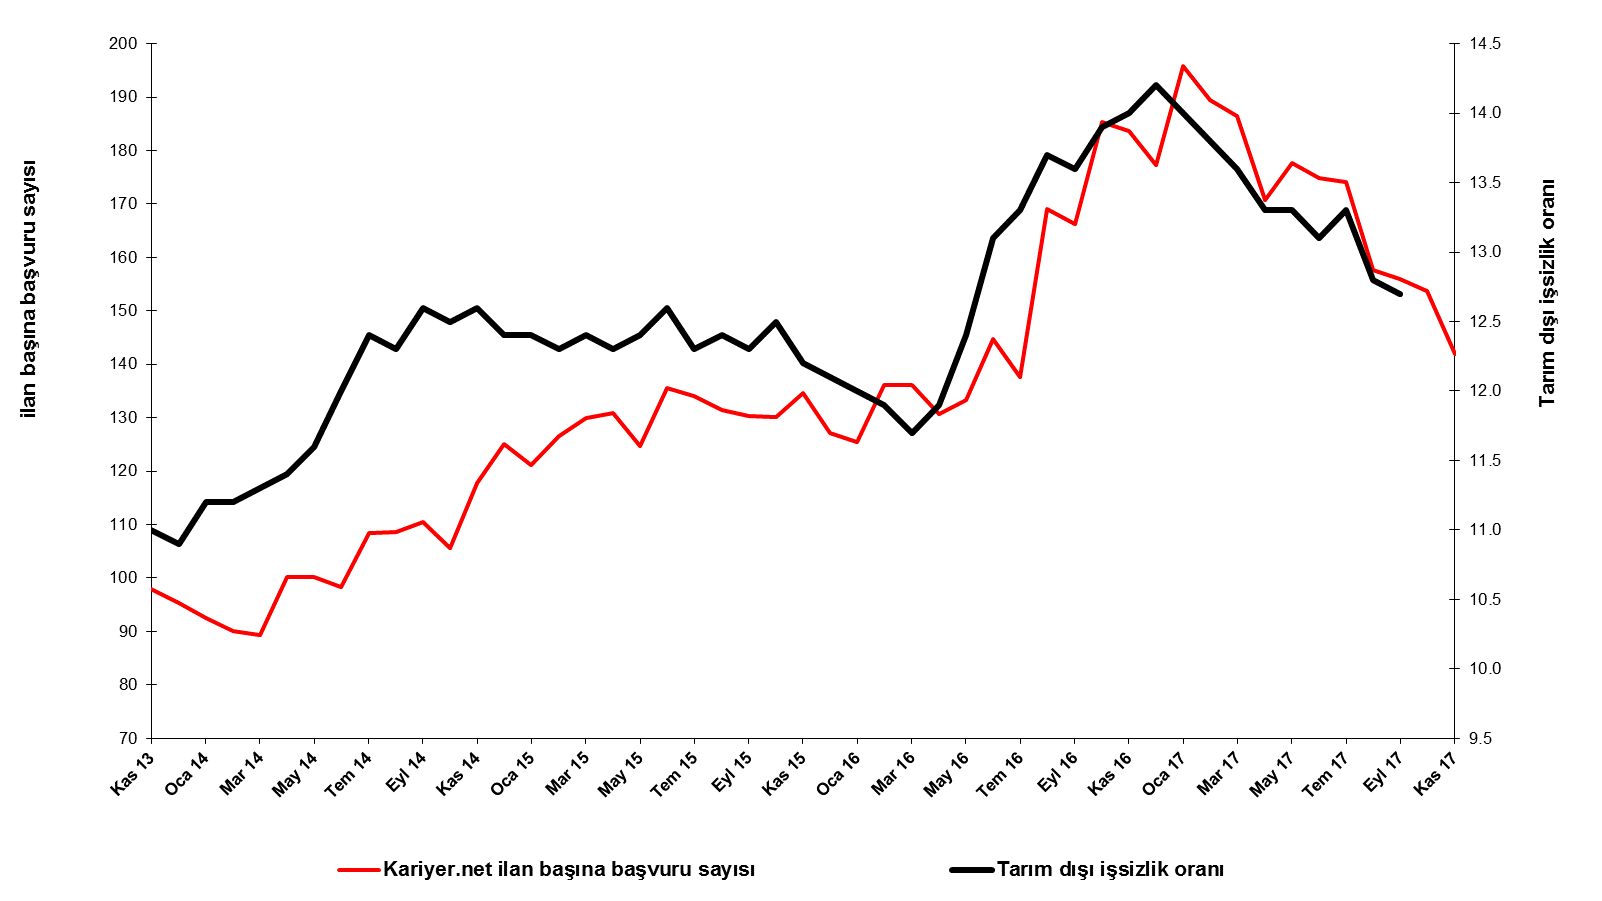 ilan başına başvuru sayısı
200
190
180
170
160
150
140
130
120
110
100
90
80
70
14.5
14.0
13.5
13.0
12.5
12.0
11.5
11.0
10.5
10.0
9.5
Tarım dışı işsizlik oranı
Kas 13
Oca 14
Mar 14
May 14
Tem 14
Eyl 14
Kas 14
Oca 15
Mar 15
May 15
Tem 15
Eyl 15
Kas 15
Oca 16
Mar 16
May 16
Tem 16
Eyl 16
Kas 16
Oca 17
Mar 17
May 17
Tem 17
Eyl 17
Kas 17
Kariyer.net ilan başına başvuru sayısı
Tarım dışı işsizlik oranı